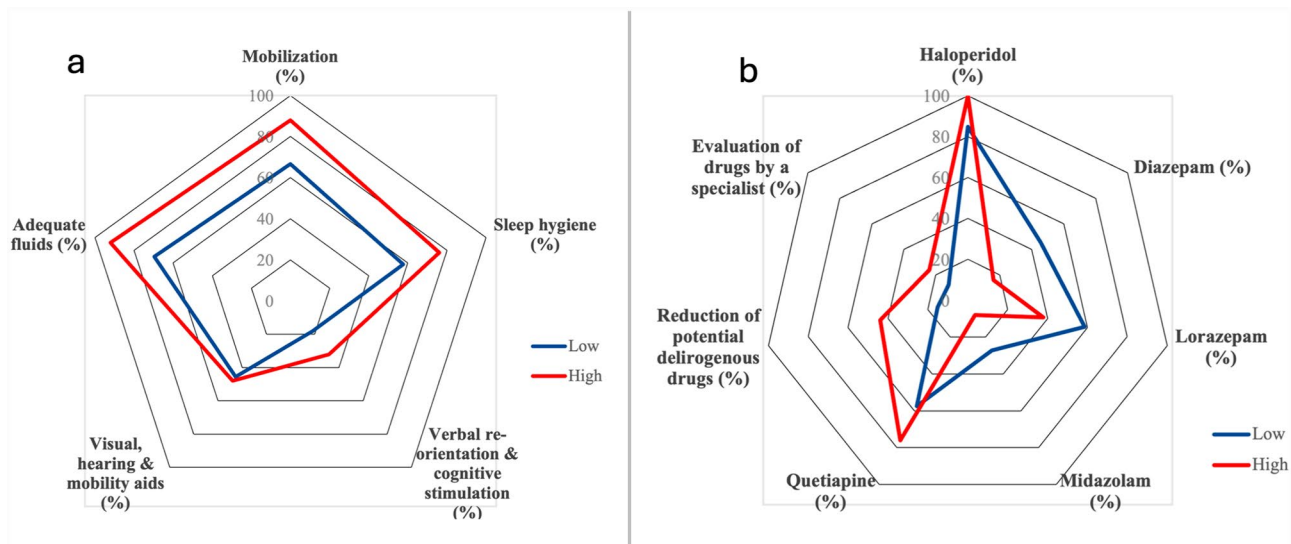 a
Mobilization
(%)
100
80
60
40
20
0
Sleep hygiene
(%)
Verbal re-
orientation &
cognitive
stimulation
(%)
Visual,
hearing &
mobility aids
(%)
Adequate
fluids (%)
Low
High
b
Haloperidol
(%)
100
80
60
40
20
0
Diazepam (%)
Lorazepam
(%)
Midazolam
(%)
Quetiapine
(%)
Reduction of
potential
delirogenous
drugs (%)
Evaluation of
drugs by a
specialist (%)
Low
High